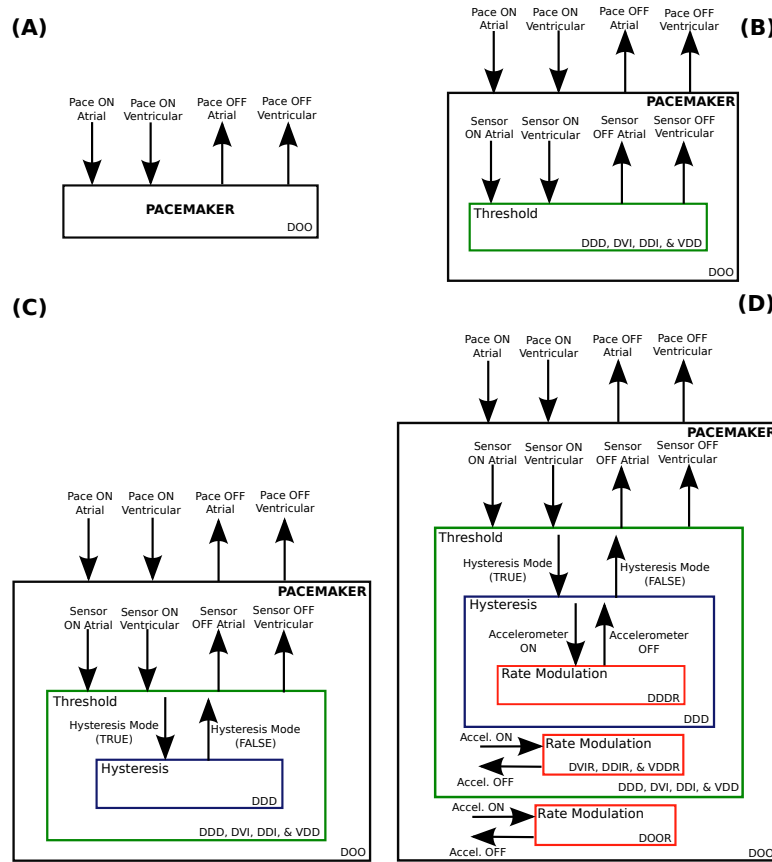 (A)
Pace ON
Atrial
Pace ON
Ventricular
Pace OFF
Atrial
Pace OFF
Ventricular
PACEMAKER
DOO
(B)
Pace ON
Atrial
Pace ON
Ventricular
Pace OFF
Atrial
Pace OFF
Ventricular
PACEMAKER
Sensor
ON Atrial
Sensor ON
Ventricular
Sensor
OFF Atrial
Sensor OFF
Ventricular
Threshold
DDD, DVI, DDI, & VDD
DOO
(C)
Pace ON
Atrial
Pace ON
Ventricular
Pace OFF
Atrial
Pace OFF
Ventricular
PACEMAKER
Sensor
ON Atrial
Sensor ON
Ventricular
Sensor
OFF Atrial
Sensor OFF
Ventricular
Threshold
Hysteresis Mode
(TRUE)
Hysteresis Mode
(FALSE)
Hysteresis
DDD
DDD, DVI, DDI, & VDD
DOO
(D)
Pace ON
Atrial
Pace ON
Ventricular
Pace OFF
Atrial
Pace OFF
Ventricular
PACEMAKER
Sensor
ON Atrial
Sensor ON
Ventricular
Sensor
OFF Atrial
Sensor OFF
Ventricular
Threshold
Hysteresis Mode
(TRUE)
Hysteresis Mode
(FALSE)
Hysteresis
Accelerometer
ON
Accelerometer
OFF
Rate Modulation
DDDR
DDD
Accel. ON
Accel. OFF
Rate Modulation
DVIR, DDIR, & VDDR
DDD, DVI, DDI, & VDD
Accel. ON
Accel. OFF
Rate Modulation
DOOR
DOO